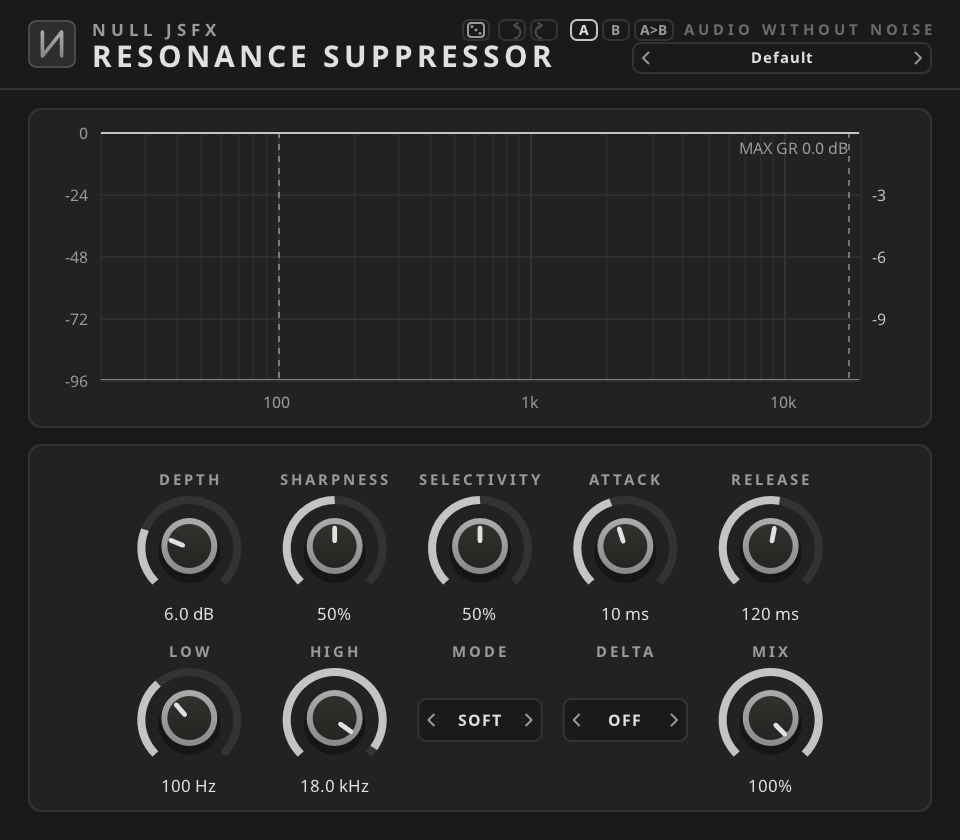 NULL JSFX
A B A>B AUDIO WITHOUT NOISE
RESONANCE SUPPRESSOR
Default
0
MAX GR 0.0 dB
-24 -3
-48 -6
-72 -9
-96
100 1k 10k
DEPTH SHARPNESS SELECTIVITY ATTACK RELEASE
6.0 dB 50% 50% 10 ms 120 ms
LOW HIGH MODE DELTA MIX
SOFT OFF
100 Hz 18.0 kHz 100%